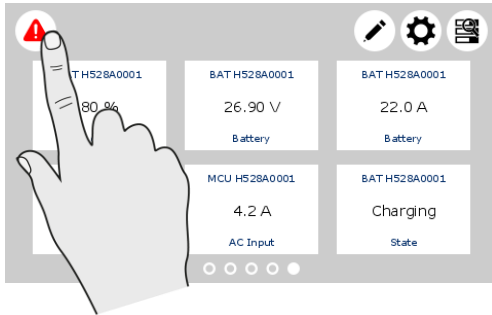 BAT H528A0001
26.90 V
Battery
BAT H528A0001
22.0 A
Battery
T H528A0001
80 %
MCU H528A0001
4.2 A
AC Input
BAT H528A0001
Charging
State